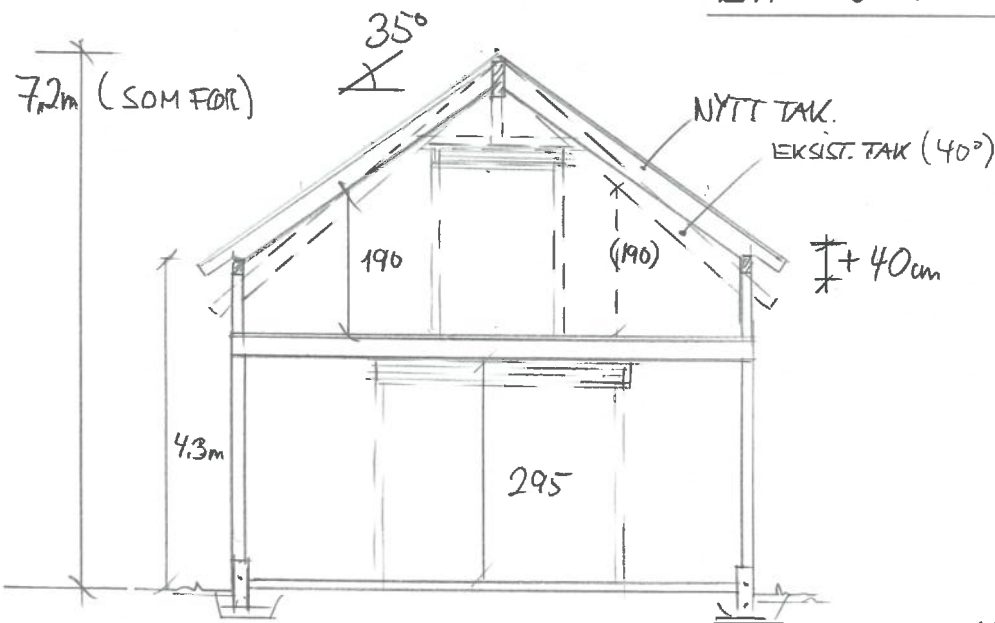 35°
7,2m (SOM FØR)
NYTT TAK.
EKSIST. TAK (40°)
190
(190)
+ 40cm
4.3m
295